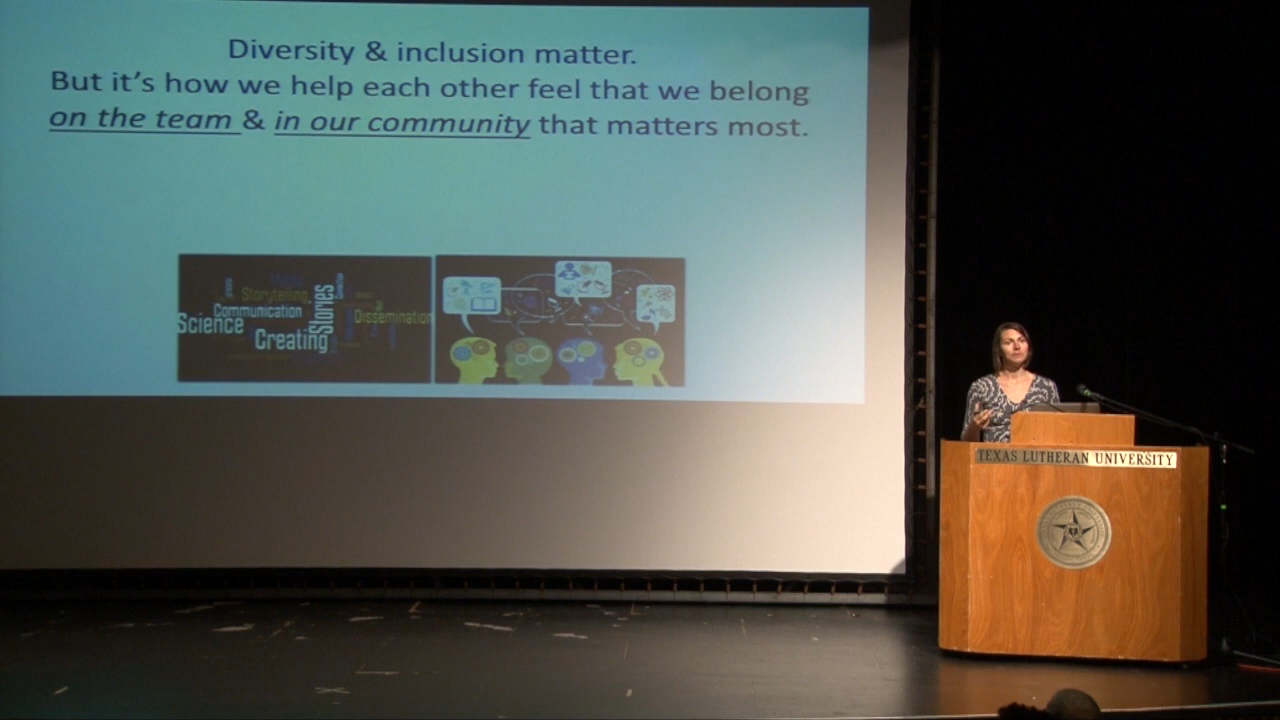 Diversity & inclusion matter.
But it's how we help each other feel that we belong
on the team & in our community that matters most.
Storytelling
Communication
Science
Creating
Stories
Dissemination
TEXAS LUTHERAN UNIVERSITY